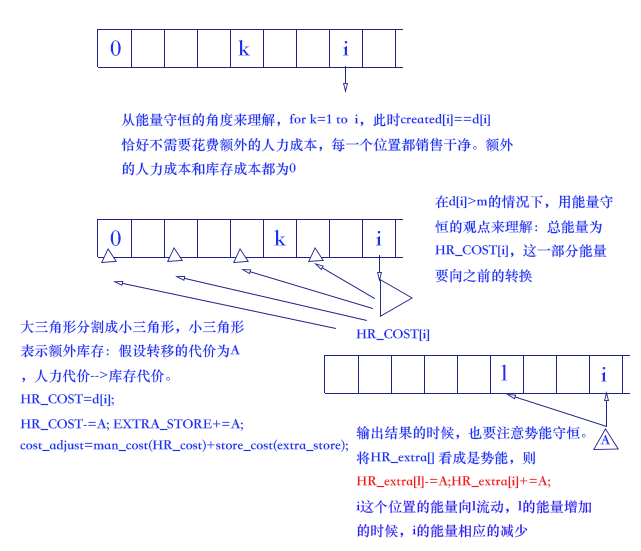 0 k i
从能量守恒的角度来理解，for k=1 to i，此时created[i]==d[i]
恰好不需要花费额外的人力成本，每一个位置都销售干净。额外
的人力成本和库存成本都为0
在d[i]>m的情况下，用能量守
恒的观点来理解：总能量为
HR_COST[i]，这一部分能量
要向之前的转换
0 k i
HR_COST[i]
大三角形分割成小三角形，小三角形
表示额外库存：假设转移的代价为A
，人力代价-->库存代价。
HR_COST=d[i];
HR_COST-=A; EXTRA_STORE+=A;
cost_adjust=man_cost(HR_cost)+store_cost(extra_store);
l i
A
输出结果的时候，也要注意势能守恒。
将HR_extra[] 看成是势能，则
HR_extra[l]-=A;HR_extra[i]+=A;
i这个位置的能量向l流动，l的能量增加
的时候，i的能量相应的减少